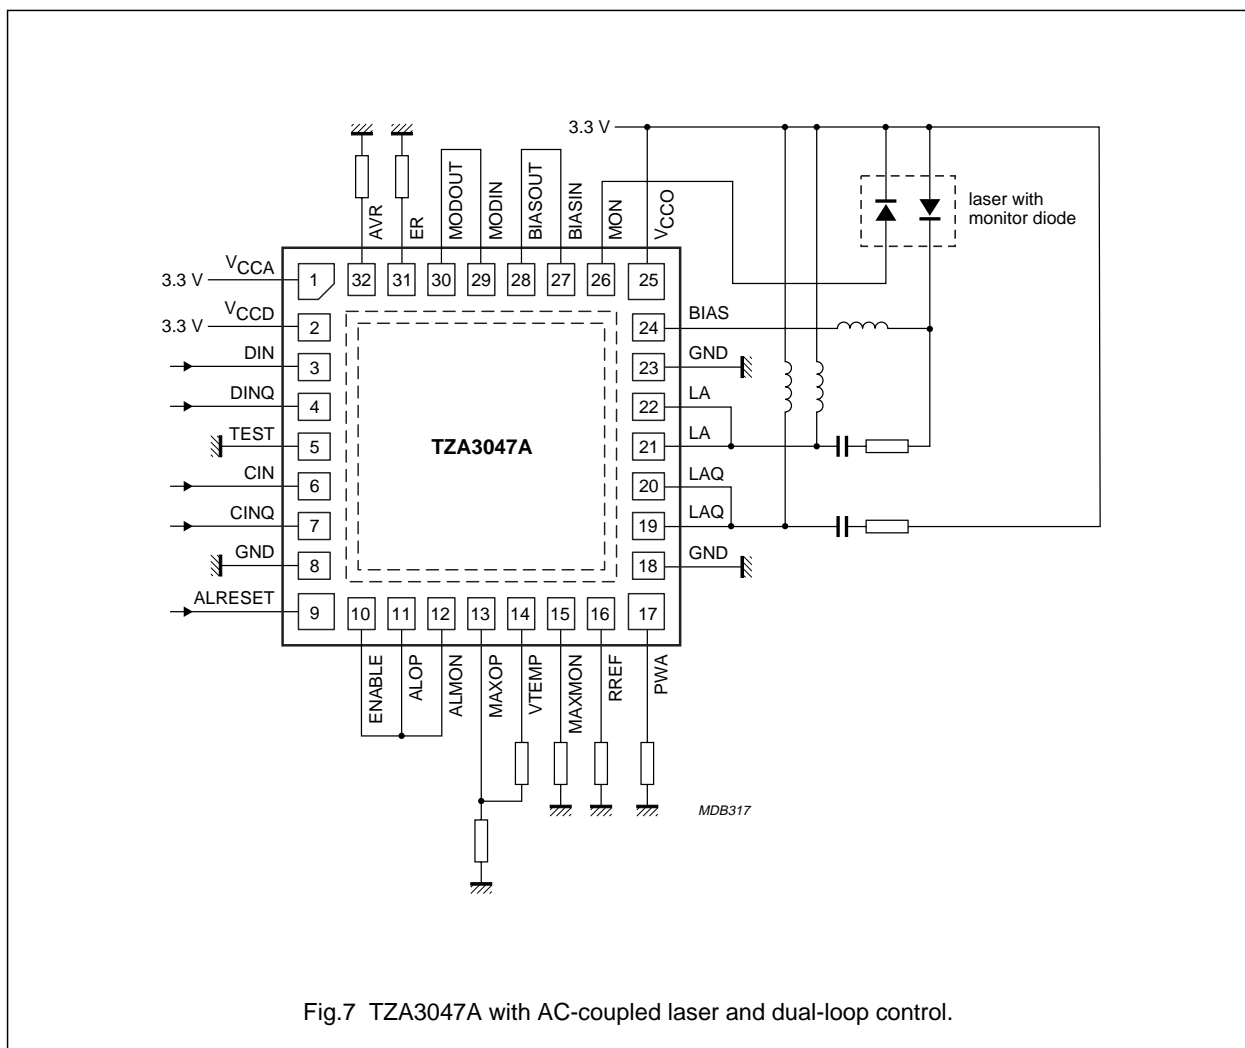 3.3 V
laser with
monitor diode
AVR
ER
MODOUT
MODIN
BIASOUT
BIASIN
MON
VCCO
3.3 V
VCCA
1
32
31
30
29
28
27
26
25
3.3 V
VCCD
2
24
BIAS
DIN
3
23
GND
DINQ
4
22
LA
TEST
5
TZA3047A
21
LA
CIN
6
20
LAQ
CINQ
7
19
LAQ
GND
8
18
GND
ALRESET
9
10
11
12
13
14
15
16
17
ENABLE
ALOP
ALMON
MAXOP
VTEMP
MAXMON
RREF
PWA
MDB317
Fig.7 TZA3047A with AC-coupled laser and dual-loop control.